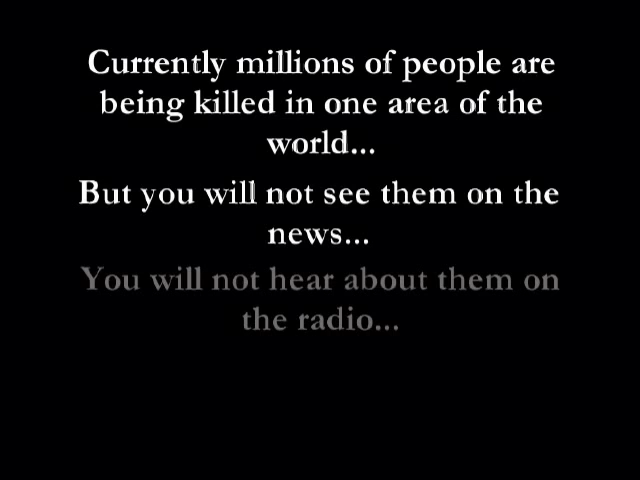 Currently millions of people are
being killed in one area of the
world...
But you will not see them on the
news...
You will not hear about them on
the radio...